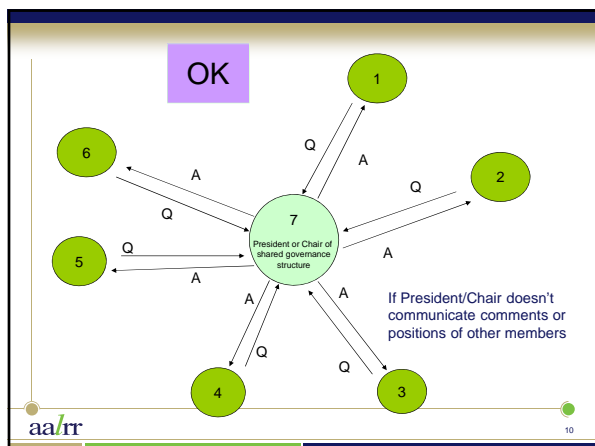 OK
1
Q
A
6
A
Q
2
Q
A
7
President or Chair of
shared governance
structure
5
Q
A
A
Q
4
A
Q
3
If President/Chair doesn't
communicate comments or
positions of other members
aalrr
10